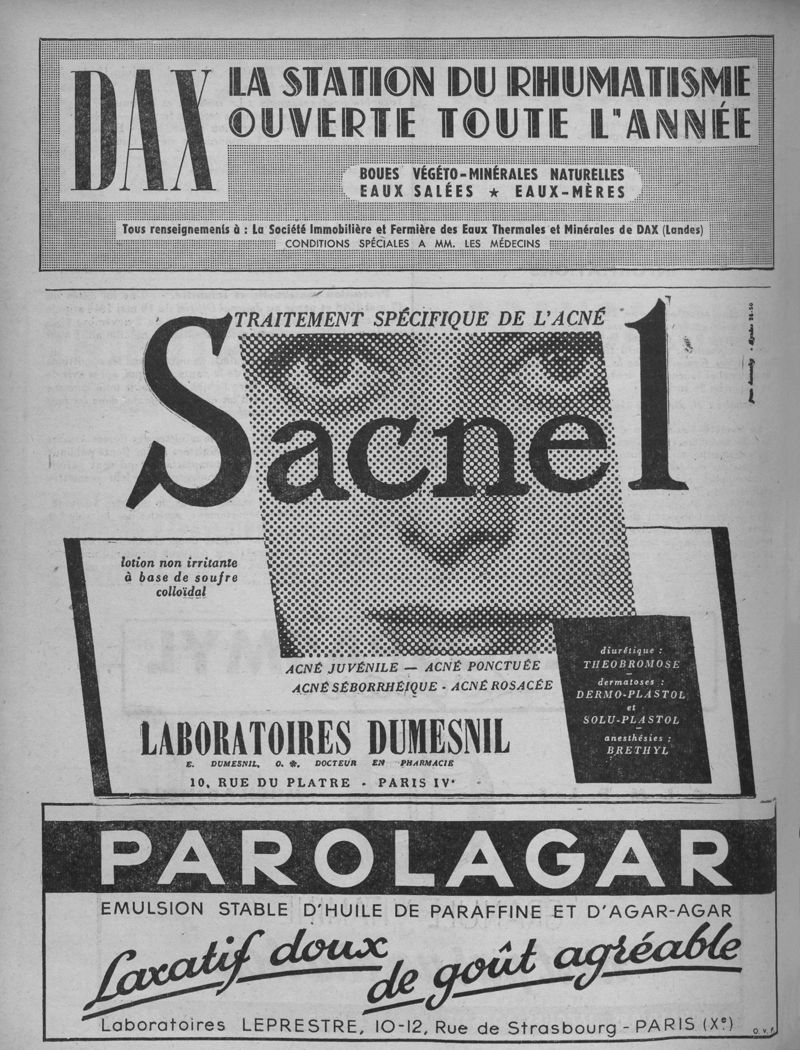 DAX
LA STATION DU RHUMATISME
OUVERTE TOUTE L'ANNÉE
BOUES VÉGÉTO-MINÉRALES NATURELLES
EAUX SALÉES ★ EAUX-MÈRES
Tous renseignements à : La Société Immobilière et Fermière des Eaux Thermales et Minérales de DAX (Landes)
CONDITIONS SPÉCIALES A MM. LES MÉDECINS
TRAITEMENT SPÉCIFIQUE DE L'ACNÉ
Sacnel
lotion non irritante
à base de soufre
colloïdal
ACNÉ JUVÉNILE — ACNÉ PONCTUÉE
ACNÉ SÉBORRHÉIQUE - ACNÉ ROSACÉE
diurétique :
THEOBROMOSE
dermatoses :
DERMO-PLASTOL
et
SOLU-PLASTOL
anesthésies :
BRETHYL
LABORATOIRES DUMESNIL
E. DUMESNIL, O. ✻, DOCTEUR EN PHARMACIE
10, RUE DU PLATRE - PARIS IVᵉ
PAROLAGAR
EMULSION STABLE D'HUILE DE PARAFFINE ET D'AGAR-AGAR
Laxatif doux
de goût agréable
Laboratoires LEPRESTRE, 10-12, Rue de Strasbourg - PARIS (Xᵉ)
O.V.P.